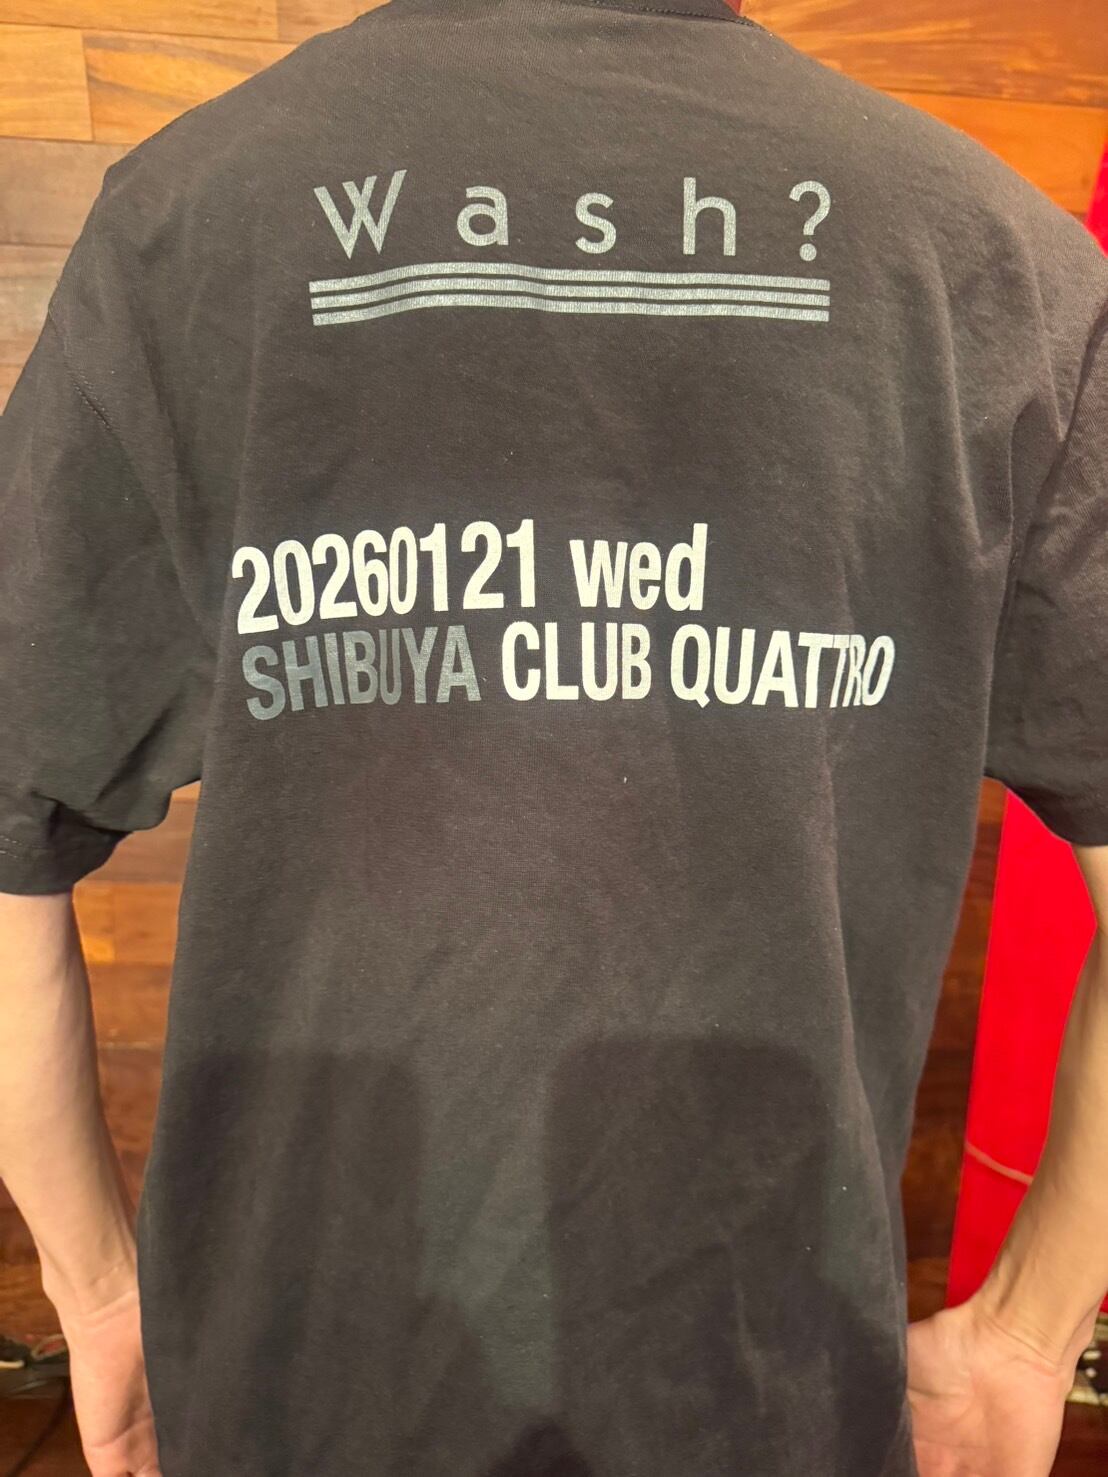 Wash?
20260121 wed
SHIBUYA CLUB QUATTRO